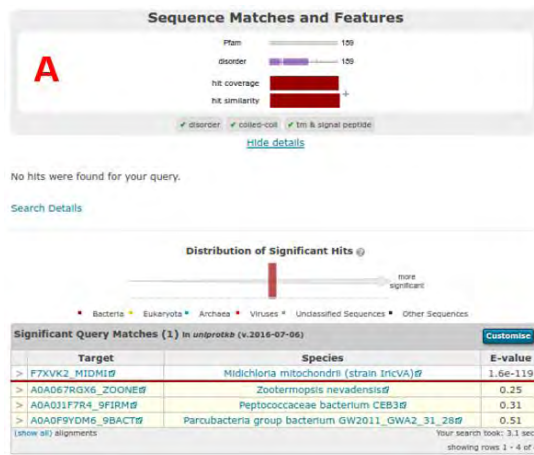 Sequence Matches and Features
A
Pfam 159
disorder 159
hit coverage
hit similarity
+
✔ disorder ✔ coiled-coil ✔ tm & signal peptide
Hide details
No hits were found for your query.
Search Details
Distribution of Significant Hits
more
significant
Bacteria Eukaryota Archaea Viruses Unclassified Sequences Other Sequences
Significant Query Matches (1) in uniprotkb (v.2016-07-06) Customise
Target Species E-value
> F7XVK2_MIDMI Midichloria mitochondrii (strain IricVA) 1.6e-119
> A0A067RGX6_ZOONE Zootermopsis nevadensis 0.25
> A0A0J1F7R4_9FIRM Peptococcaceae bacterium CEB3 0.31
> A0A0F9YDM6_9BACT Parcubacteria group bacterium GW2011_GWA2_31_28 0.51
(show all) alignments Your search took: 3.1 sec
showing rows 1 - 4 of